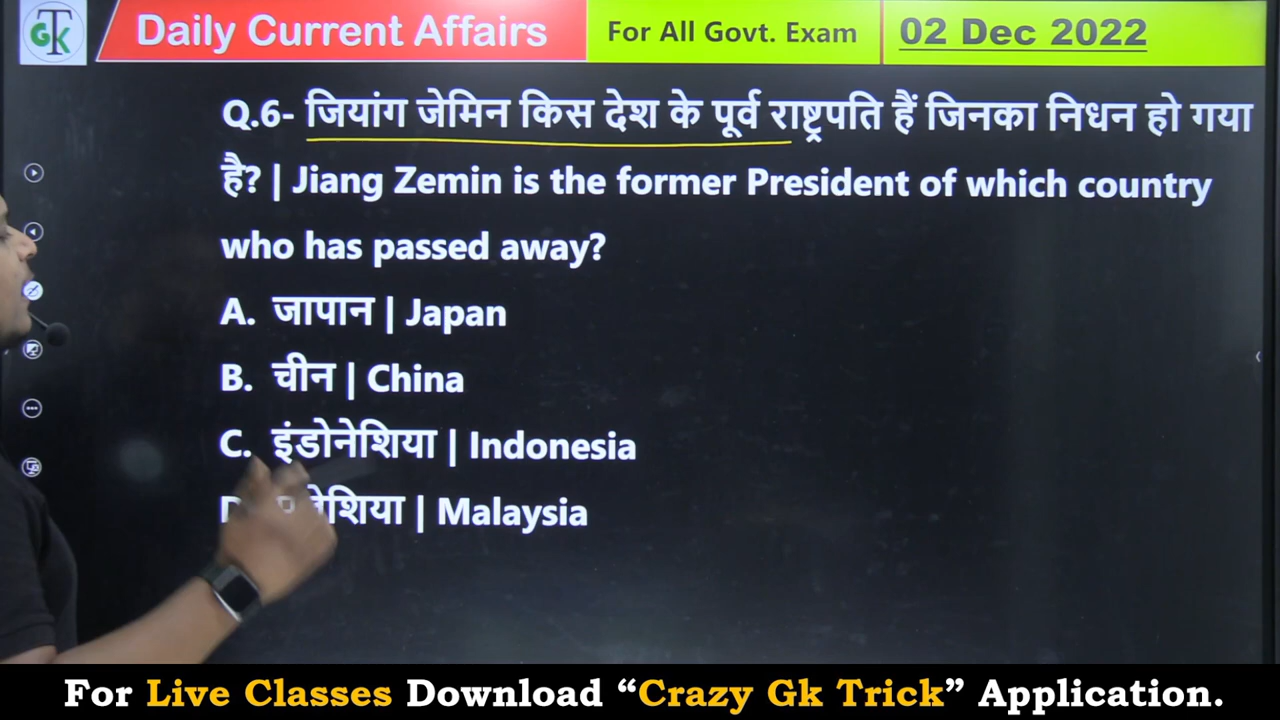 GTK
Daily Current Affairs
For All Govt. Exam
02 Dec 2022
Q.6- जियांग जेमिन किस देश के पूर्व राष्ट्रपति हैं जिनका निधन हो गया
है? | Jiang Zemin is the former President of which country
who has passed away?
A. जापान | Japan
B. चीन | China
C. इंडोनेशिया | Indonesia
| Malaysia
For Live Classes Download “Crazy Gk Trick” Application.